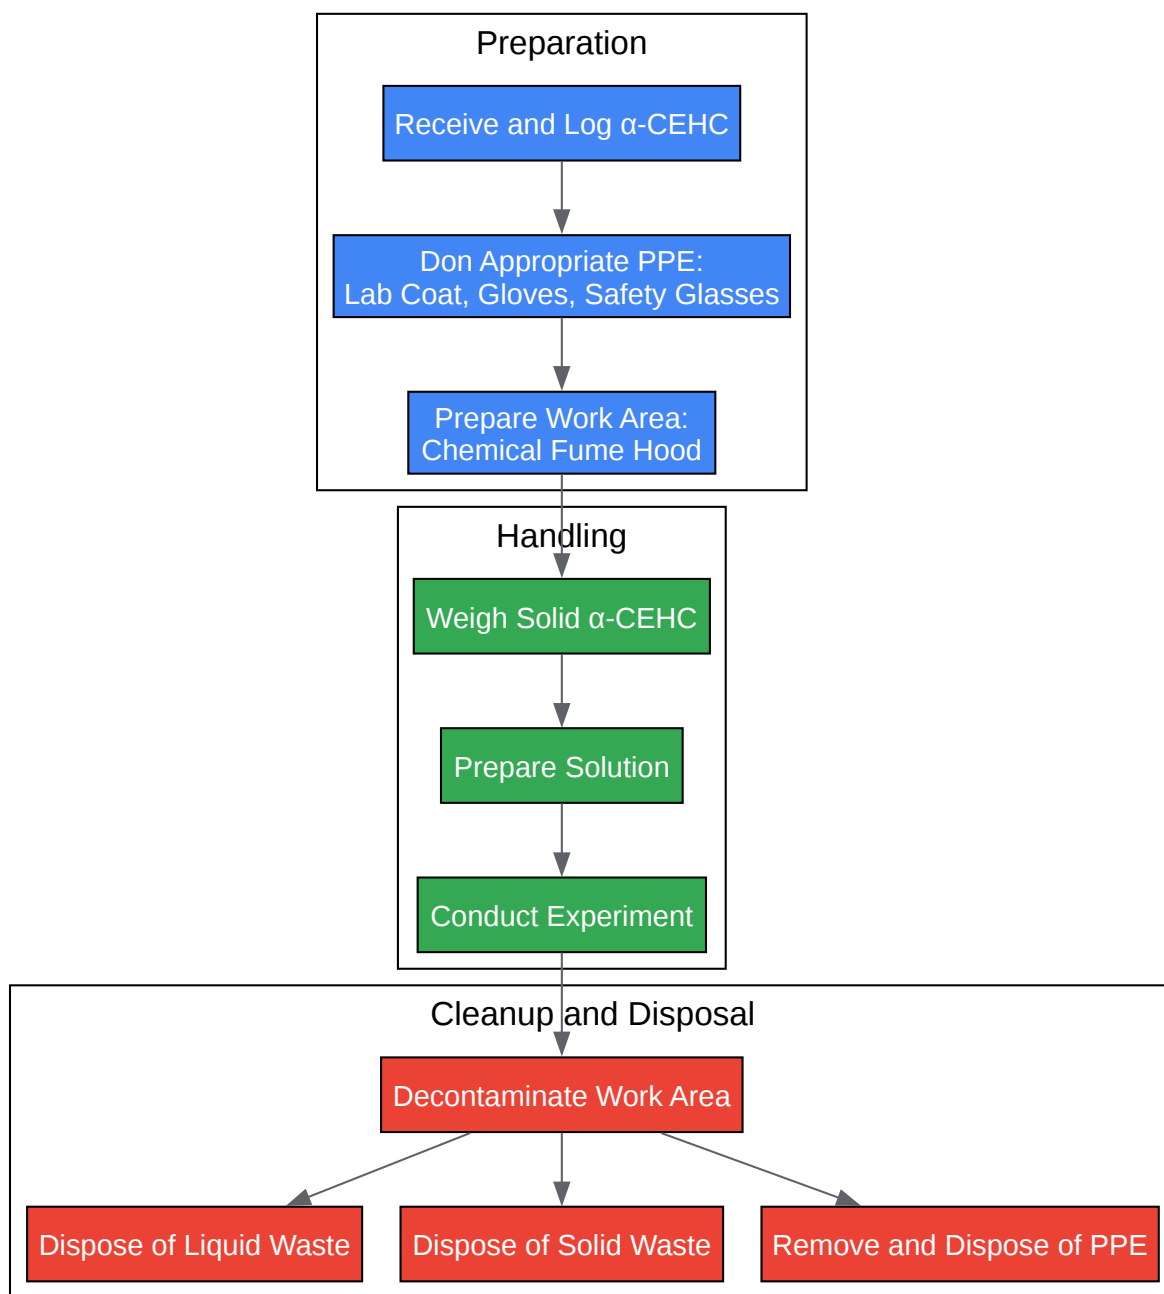 Preparation
Receive and Log α-CEHC
Don Appropriate PPE:
Lab Coat, Gloves, Safety Glasses
Prepare Work Area:
Chemical Fume Hood
Handling
Weigh Solid α-CEHC
Prepare Solution
Conduct Experiment
Cleanup and Disposal
Decontaminate Work Area
Dispose of Liquid Waste
Dispose of Solid Waste
Remove and Dispose of PPE